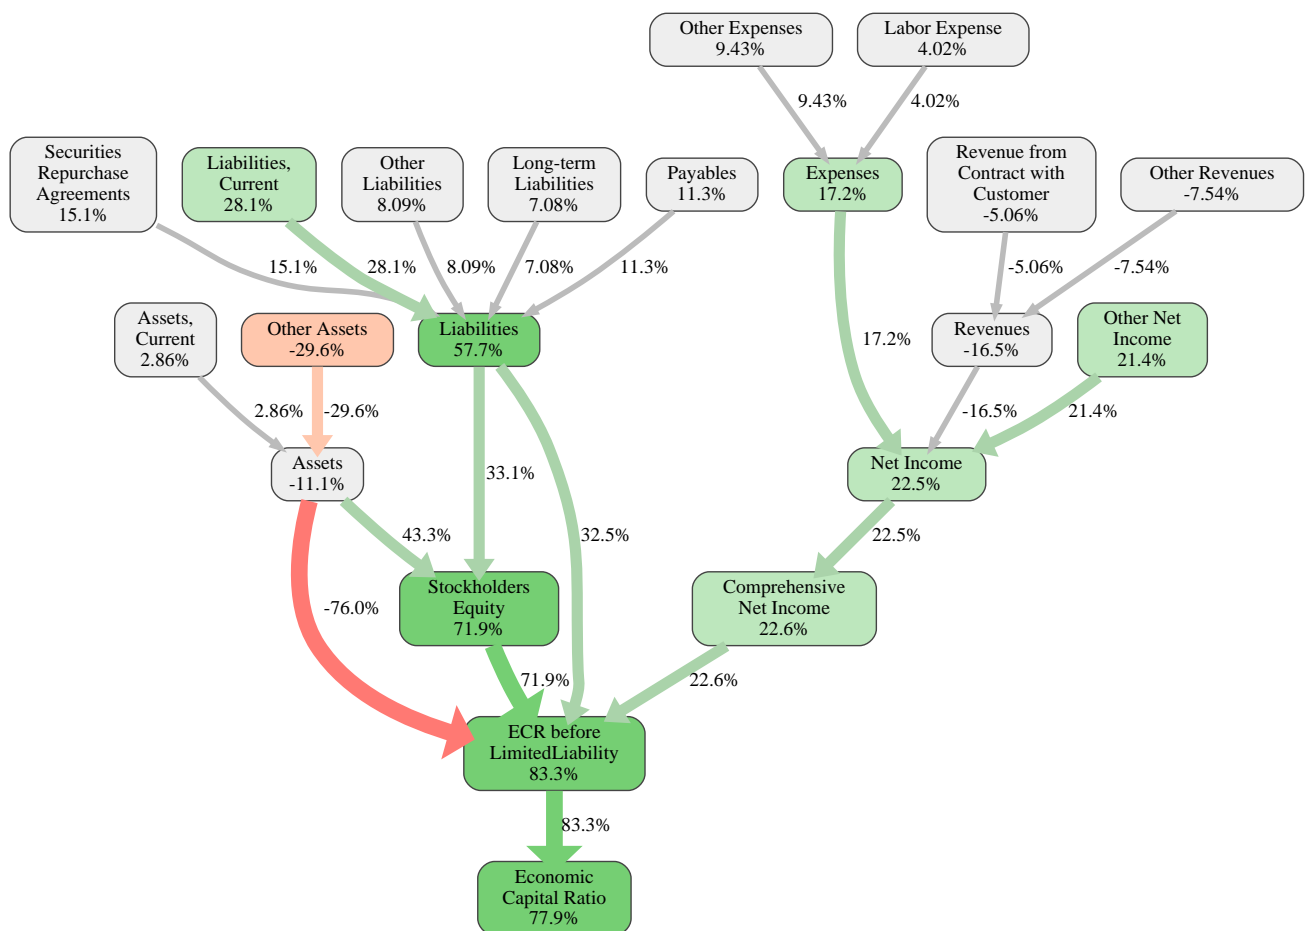 Other Expenses
9.43%
Labor Expense
4.02%
9.43%
4.02%
Securities
Repurchase
Agreements
15.1%
Liabilities,
Current
28.1%
Other
Liabilities
8.09%
Long-term
Liabilities
7.08%
Payables
11.3%
Expenses
17.2%
Revenue from
Contract with
Customer
-5.06%
Other Revenues
-7.54%
15.1%
28.1%
8.09%
7.08%
11.3%
-5.06%
-7.54%
Assets,
Current
2.86%
Other Assets
-29.6%
Liabilities
57.7%
17.2%
Revenues
-16.5%
Other Net
Income
21.4%
2.86%
-29.6%
-16.5%
21.4%
Assets
-11.1%
33.1%
Net Income
22.5%
43.3%
32.5%
22.5%
-76.0%
Stockholders
Equity
71.9%
Comprehensive
Net Income
22.6%
71.9%
22.6%
ECR before
LimitedLiability
83.3%
83.3%
Economic
Capital Ratio
77.9%